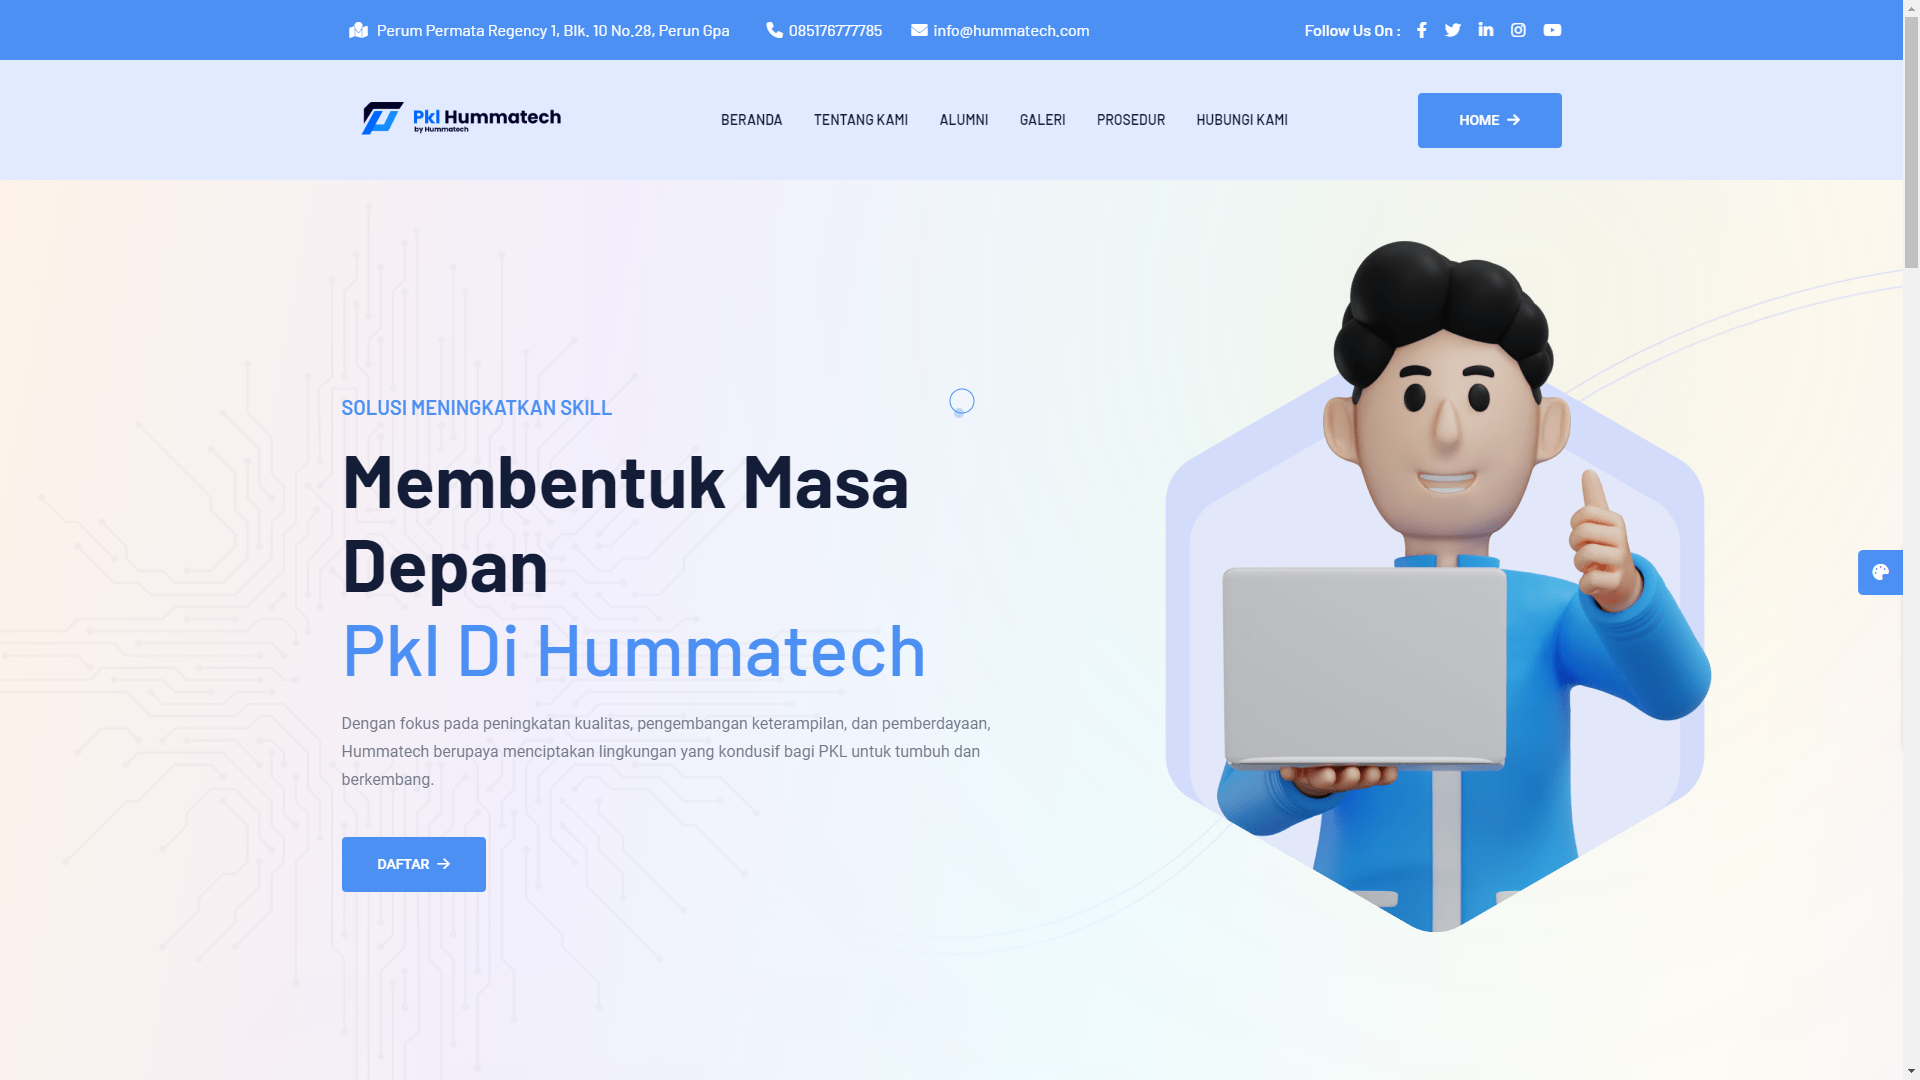 Perum Permata Regency 1, Blk. 10 No.28, Perun Gpa
085176777785
info@hummatech.com
Follow Us On :
Pkl Hummatech
by Hummatech
BERANDA
TENTANG KAMI
ALUMNI
GALERI
PROSEDUR
HUBUNGI KAMI
HOME
SOLUSI MENINGKATKAN SKILL
Membentuk Masa
Depan
Pkl Di Hummatech
Dengan fokus pada peningkatan kualitas, pengembangan keterampilan, dan pemberdayaan,
Hummatech berupaya menciptakan lingkungan yang kondusif bagi PKL untuk tumbuh dan
berkembang.
DAFTAR